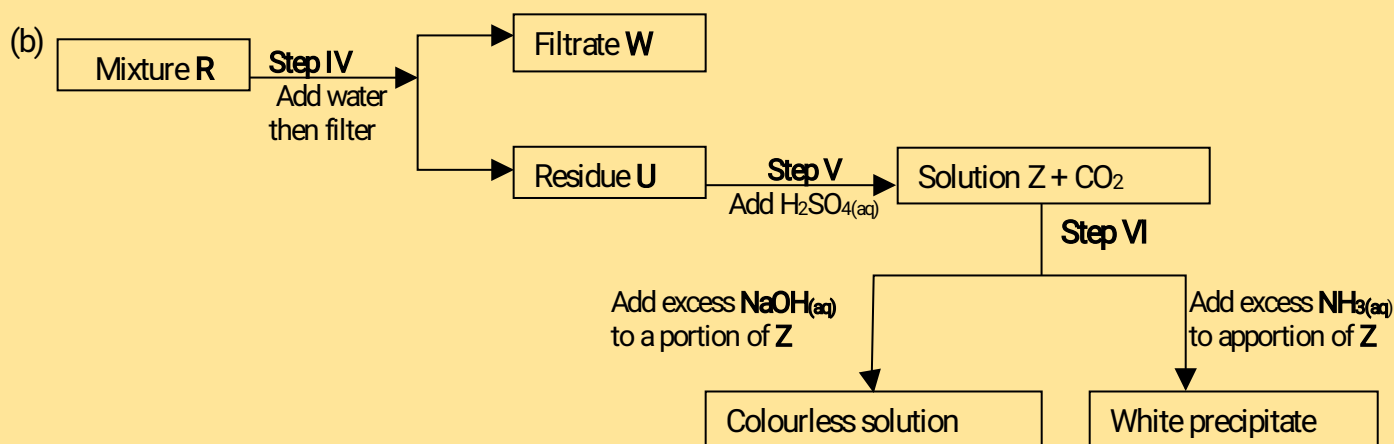 (b)
Mixture R
Step IV
Add water
then filter
Filtrate W
Residue U
Step V
Add H₂SO₄(aq)
Solution Z + CO₂
Step VI
Add excess NaOH(aq)
to a portion of Z
Add excess NH₃(aq)
to apportion of Z
Colourless solution
White precipitate